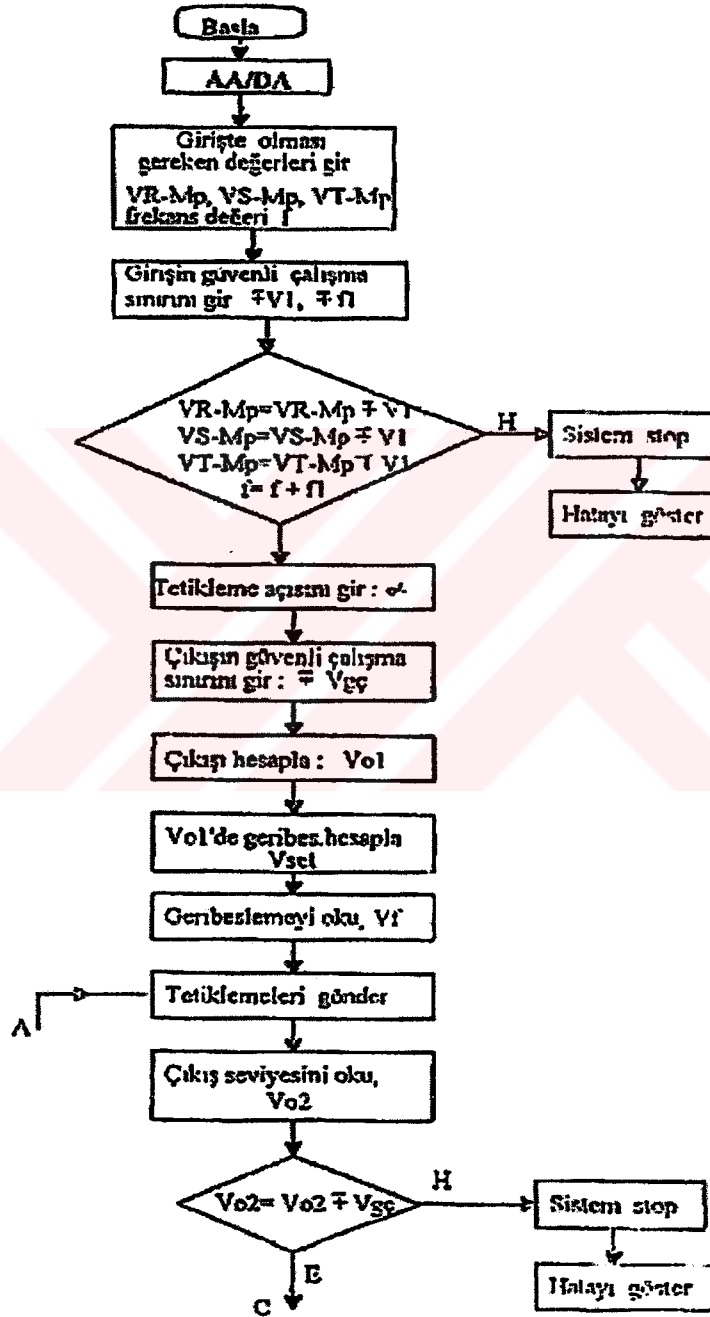 Başla
AA/DA
Girişte olması
gereken değerleri gir
VR-Mp, VS-Mp, VT-Mp
frekans değeri f
Girişin güvenli çalışma
sınırını gir ∓V1, ∓ f1
VR-Mp=VR-Mp ∓ V1
VS-Mp=VS-Mp ∓ V1
VT-Mp=VT-Mp ∓ V1
f= f + f1
H
Sistem stop
Hatayı göster
Tetikleme açısını gir : α
Çıkışın güvenli çalışma
sınırını gir : ∓ Vgç
Çıkışı hesapla : Vo1
Vo1'de geribes.hesapla
Vset
Geribeslemeyi oku, Vf
A
Tetiklemeleri gönder
Çıkış seviyesini oku,
Vo2
Vo2= Vo2 ∓ Vgç
H
Sistem stop
Hatayı göster
E
C